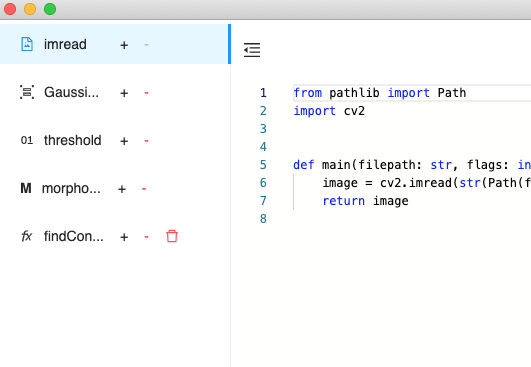 imread + -
Gaussi... + -
01 threshold + -
M morpho... + -
fx findCon... + -
1 from pathlib import Path
2 import cv2
3
4
5 def main(filepath: str, flags: in
6 image = cv2.imread(str(Path(f
7 return image
8